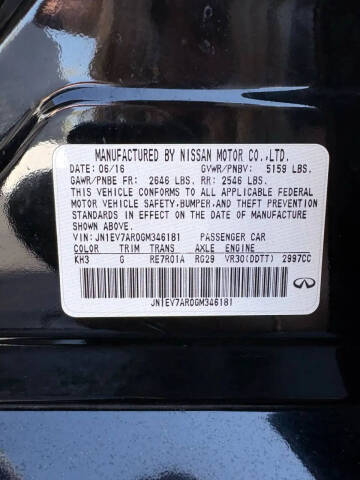 MANUFACTURED BY NISSAN MOTOR CO.,LTD.
DATE: 06/16 GVWR/PNBV: 5159 LBS.
GAWR/PNBE FR: 2646 LBS. RR: 2546 LBS.
THIS VEHICLE CONFORMS TO ALL APPLICABLE FEDERAL
MOTOR VEHICLE SAFETY,BUMPER,AND THEFT PREVENTION
STANDARDS IN EFFECT ON THE DATE OF MANUFACTURE
SHOWN ABOVE.
VIN: JN1EV7AR0GM346181 PASSENGER CAR
COLOR TRIM TRANS AXLE ENGINE
KH3 G RE7R01A RG29 VR30(DDTT) 2997CC
JN1EV7AR0GM346181